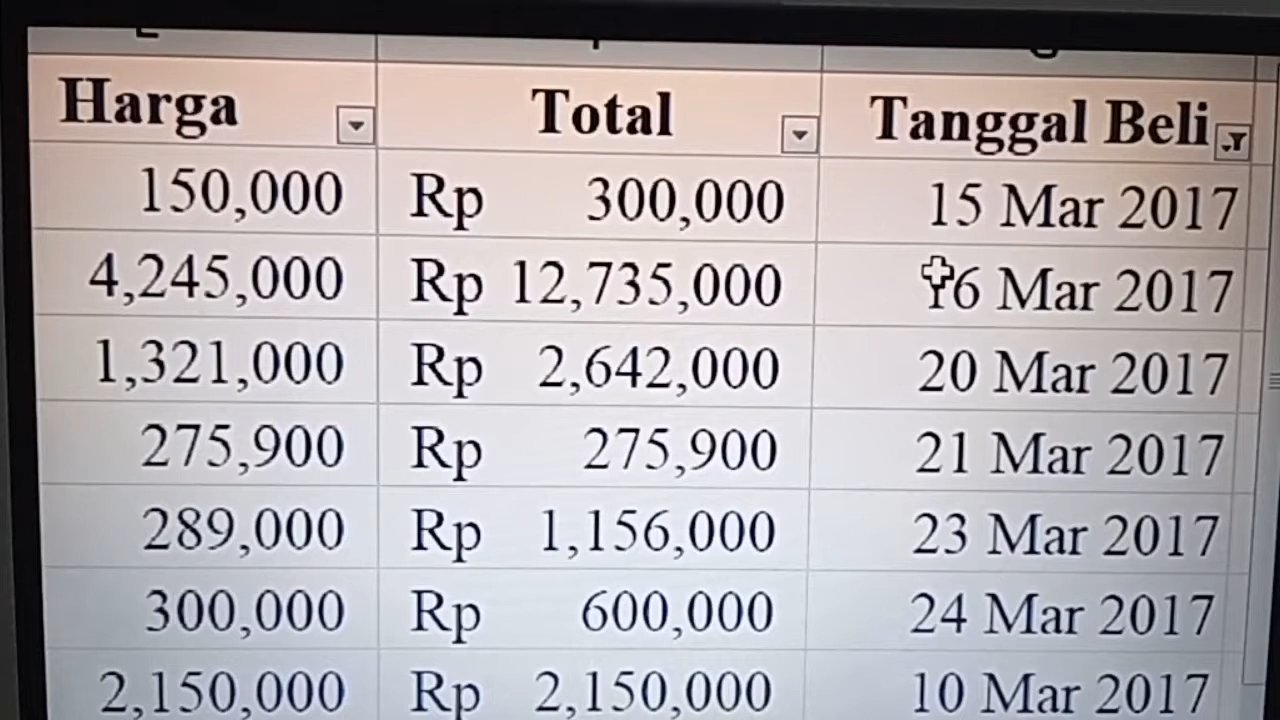 Harga Total Tanggal Beli
150,000 Rp 300,000 15 Mar 2017
4,245,000 Rp 12,735,000 16 Mar 2017
1,321,000 Rp 2,642,000 20 Mar 2017
275,900 Rp 275,900 21 Mar 2017
289,000 Rp 1,156,000 23 Mar 2017
300,000 Rp 600,000 24 Mar 2017
2,150,000 Rp 2,150,000 10 Mar 2017